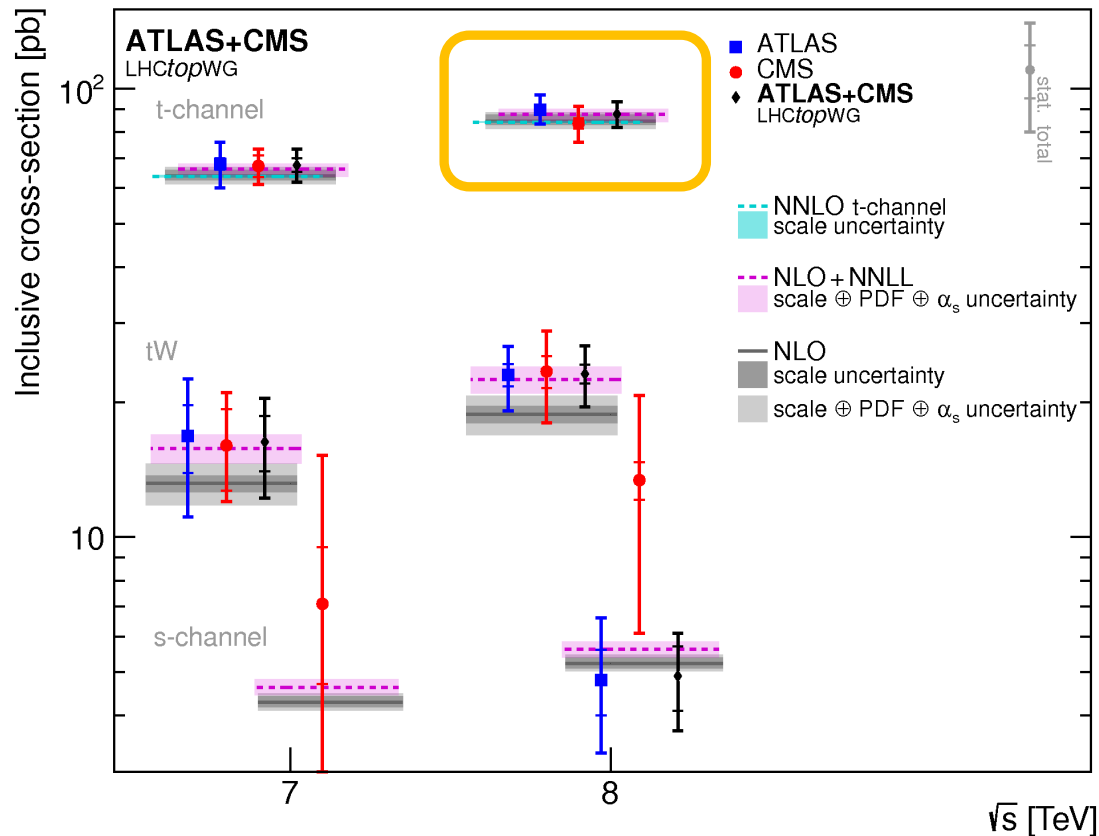 Inclusive cross-section [pb]
ATLAS+CMS
LHCtopWG
t-channel
tW
s-channel
10²
10
7
8
√s [TeV]
ATLAS
CMS
ATLAS+CMS
LHCtopWG
stat.
total
NNLO t-channel
scale uncertainty
NLO+NNLL
scale ⊕ PDF ⊕ αₛ uncertainty
NLO
scale uncertainty
scale ⊕ PDF ⊕ αₛ uncertainty